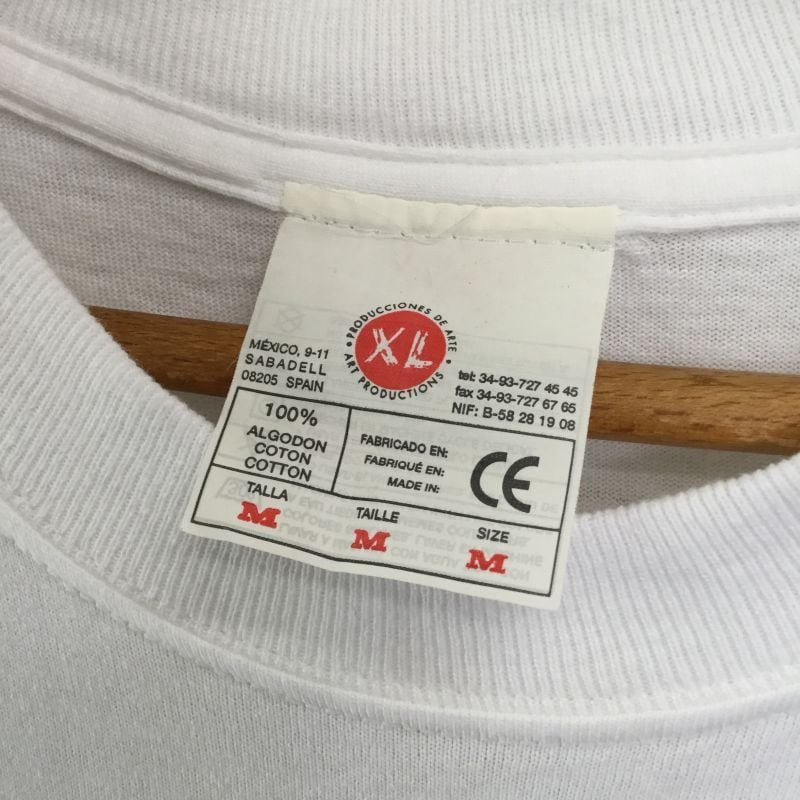 • PRODUCCIONES DE ARTE •
XL
ART PRODUCTIONS
MÉXICO, 9-11
SABADELL
08205 SPAIN
tel: 34-93-727 45 45
fax 34-93-727 67 65
NIF: B-58 28 19 08
100%
ALGODON
COTON
COTTON
FABRICADO EN:
FABRIQUÉ EN:
MADE IN:
CE
TALLA
M
TAILLE
M
SIZE
M